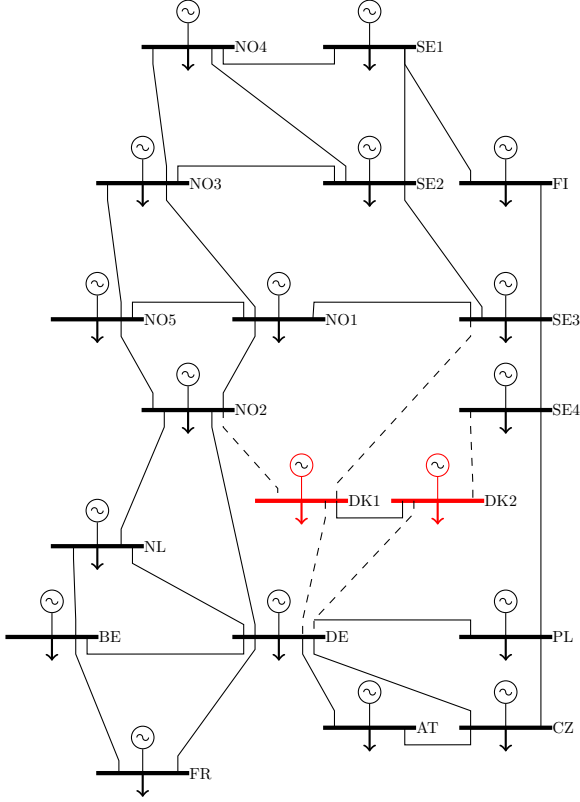 NO4
SE1
NO3
SE2
FI
NO5
NO1
SE3
NO2
SE4
DK1
DK2
NL
BE
DE
PL
AT
CZ
FR